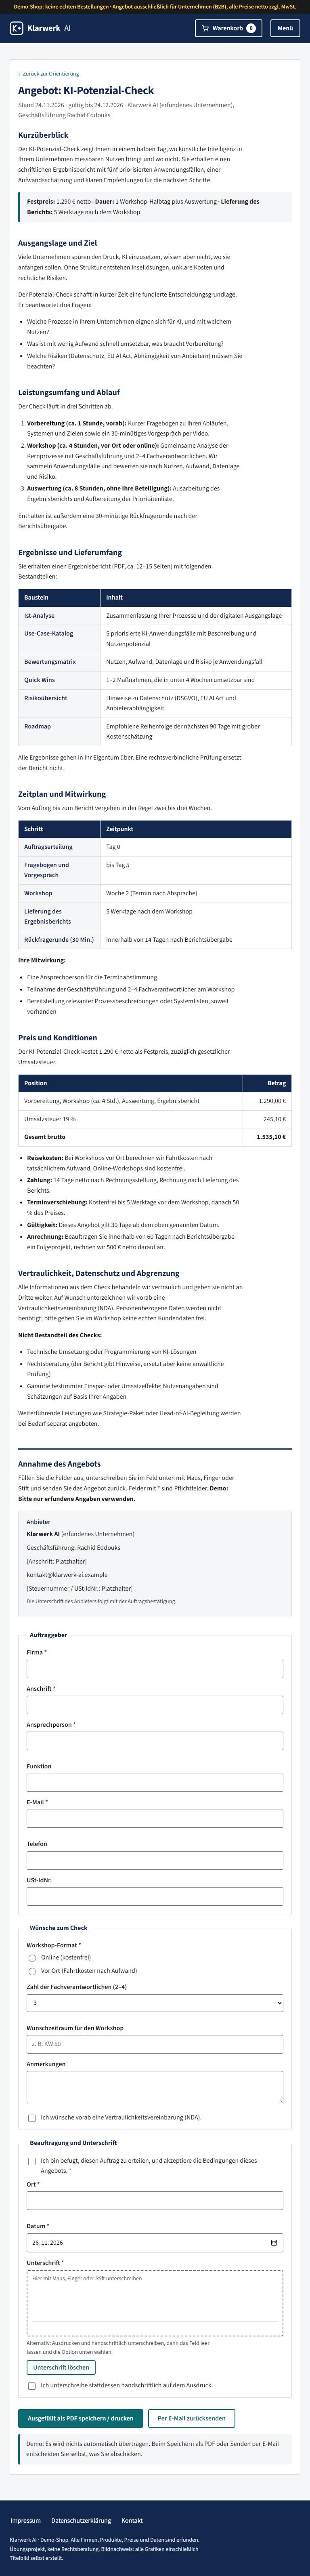 Demo-Shop: keine echten Bestellungen · Angebot ausschließlich für Unternehmen (B2B), alle Preise netto zzgl. MwSt.
K Klarwerk AI
Warenkorb 0
Menü
← Zurück zur Orientierung
Angebot: KI-Potenzial-Check
Stand 24.11.2026 · gültig bis 24.12.2026 · Klarwerk AI (erfundenes Unternehmen),
Geschäftsführung Rachid Eddouks
Kurzüberblick
Der KI-Potenzial-Check zeigt Ihnen in einem halben Tag, wo künstliche Intelligenz in
Ihrem Unternehmen messbaren Nutzen bringt und wo nicht. Sie erhalten einen
schriftlichen Ergebnisbericht mit fünf priorisierten Anwendungsfällen, einer
Aufwandsschätzung und klaren Empfehlungen für die nächsten Schritte.
Festpreis: 1.290 € netto · Dauer: 1 Workshop-Halbtag plus Auswertung · Lieferung des
Berichts: 5 Werktage nach dem Workshop
Ausgangslage und Ziel
Viele Unternehmen spüren den Druck, KI einzusetzen, wissen aber nicht, wo sie
anfangen sollen. Ohne Struktur entstehen Insellösungen, unklare Kosten und
rechtliche Risiken.
Der Potenzial-Check schafft in kurzer Zeit eine fundierte Entscheidungsgrundlage.
Er beantwortet drei Fragen:
• Welche Prozesse in Ihrem Unternehmen eignen sich für KI, und mit welchem
Nutzen?
• Was ist mit wenig Aufwand schnell umsetzbar, was braucht Vorbereitung?
• Welche Risiken (Datenschutz, EU AI Act, Abhängigkeit von Anbietern) müssen Sie
beachten?
Leistungsumfang und Ablauf
Der Check läuft in drei Schritten ab.
1. Vorbereitung (ca. 1 Stunde, vorab): Kurzer Fragebogen zu Ihren Abläufen,
Systemen und Zielen sowie ein 30-minütiges Vorgespräch per Video.
2. Workshop (ca. 4 Stunden, vor Ort oder online): Gemeinsame Analyse der
Kernprozesse mit Geschäftsführung und 2–4 Fachverantwortlichen. Wir
sammeln Anwendungsfälle und bewerten sie nach Nutzen, Aufwand, Datenlage
und Risiko.
3. Auswertung (ca. 8 Stunden, ohne Ihre Beteiligung): Ausarbeitung des
Ergebnisberichts und Aufbereitung der Prioritätenliste.
Enthalten ist außerdem eine 30-minütige Rückfragerunde nach der
Berichtsübergabe.
Ergebnisse und Lieferumfang
Sie erhalten einen Ergebnisbericht (PDF, ca. 12–15 Seiten) mit folgenden
Bestandteilen:
Baustein Inhalt
Ist-Analyse Zusammenfassung Ihrer Prozesse und der digitalen Ausgangslage
Use-Case-Katalog 5 priorisierte KI-Anwendungsfälle mit Beschreibung und
Nutzenpotenzial
Bewertungsmatrix Nutzen, Aufwand, Datenlage und Risiko je Anwendungsfall
Quick Wins 1–2 Maßnahmen, die in unter 4 Wochen umsetzbar sind
Risikoübersicht Hinweise zu Datenschutz (DSGVO), EU AI Act und
Anbieterabhängigkeit
Roadmap Empfohlene Reihenfolge der nächsten 90 Tage mit grober
Kostenschätzung
Alle Ergebnisse gehen in Ihr Eigentum über. Eine rechtsverbindliche Prüfung ersetzt
der Bericht nicht.
Zeitplan und Mitwirkung
Vom Auftrag bis zum Bericht vergehen in der Regel zwei bis drei Wochen.
Schritt Zeitpunkt
Auftragserteilung Tag 0
Fragebogen und
Vorgespräch bis Tag 5
Workshop Woche 2 (Termin nach Absprache)
Lieferung des
Ergebnisberichts 5 Werktage nach dem Workshop
Rückfragerunde (30 Min.) innerhalb von 14 Tagen nach Berichtsübergabe
Ihre Mitwirkung:
• Eine Ansprechperson für die Terminabstimmung
• Teilnahme der Geschäftsführung und 2–4 Fachverantwortlicher am Workshop
• Bereitstellung relevanter Prozessbeschreibungen oder Systemlisten, soweit
vorhanden
Preis und Konditionen
Der KI-Potenzial-Check kostet 1.290 € netto als Festpreis, zuzüglich gesetzlicher
Umsatzsteuer.
Position Betrag
Vorbereitung, Workshop (ca. 4 Std.), Auswertung, Ergebnisbericht 1.290,00 €
Umsatzsteuer 19 % 245,10 €
Gesamt brutto 1.535,10 €
• Reisekosten: Bei Workshops vor Ort berechnen wir Fahrtkosten nach
tatsächlichem Aufwand. Online-Workshops sind kostenfrei.
• Zahlung: 14 Tage netto nach Rechnungsstellung, Rechnung nach Lieferung des
Berichts.
• Terminverschiebung: Kostenfrei bis 5 Werktage vor dem Workshop, danach 50
% des Preises.
• Gültigkeit: Dieses Angebot gilt 30 Tage ab dem oben genannten Datum.
• Anrechnung: Beauftragen Sie innerhalb von 60 Tagen nach Berichtsübergabe
ein Folgeprojekt, rechnen wir 500 € netto darauf an.
Vertraulichkeit, Datenschutz und Abgrenzung
Alle Informationen aus dem Check behandeln wir vertraulich und geben sie nicht an
Dritte weiter. Auf Wunsch unterzeichnen wir vorab eine
Vertraulichkeitsvereinbarung (NDA). Personenbezogene Daten werden nicht
benötigt; bitte geben Sie im Workshop keine echten Kundendaten frei.
Nicht Bestandteil des Checks:
• Technische Umsetzung oder Programmierung von KI-Lösungen
• Rechtsberatung (der Bericht gibt Hinweise, ersetzt aber keine anwaltliche
Prüfung)
• Garantie bestimmter Einspar- oder Umsatzeffekte; Nutzenangaben sind
Schätzungen auf Basis Ihrer Angaben
Weiterführende Leistungen wie Strategie-Paket oder Head-of-AI-Begleitung werden
bei Bedarf separat angeboten.
Annahme des Angebots
Füllen Sie die Felder aus, unterschreiben Sie im Feld unten mit Maus, Finger oder
Stift und senden Sie das Angebot zurück. Felder mit * sind Pflichtfelder. Demo:
Bitte nur erfundene Angaben verwenden.
Anbieter
Klarwerk AI (erfundenes Unternehmen)
Geschäftsführung: Rachid Eddouks
[Anschrift: Platzhalter]
kontakt@klarwerk-ai.example
[Steuernummer / USt-IdNr.: Platzhalter]
Die Unterschrift des Anbieters folgt mit der Auftragsbestätigung.
Auftraggeber
Firma *
Anschrift *
Ansprechperson *
Funktion
E-Mail *
Telefon
USt-IdNr.
Wünsche zum Check
Workshop-Format *
Online (kostenfrei)
Vor Ort (Fahrtkosten nach Aufwand)
Zahl der Fachverantwortlichen (2–4)
3
Wunschzeitraum für den Workshop
z. B. KW 50
Anmerkungen
Ich wünsche vorab eine Vertraulichkeitsvereinbarung (NDA).
Beauftragung und Unterschrift
Ich bin befugt, diesen Auftrag zu erteilen, und akzeptiere die Bedingungen dieses
Angebots. *
Ort *
Datum *
26.11.2026
Unterschrift *
Hier mit Maus, Finger oder Stift unterschreiben
Alternativ: Ausdrucken und handschriftlich unterschreiben, dann das Feld leer
lassen und die Option unten wählen.
Unterschrift löschen
Ich unterschreibe stattdessen handschriftlich auf dem Ausdruck.
Ausgefüllt als PDF speichern / drucken
Per E-Mail zurücksenden
Demo: Es wird nichts automatisch übertragen. Beim Speichern als PDF oder Senden per E-Mail
entscheiden Sie selbst, was Sie abschicken.
Impressum Datenschutzerklärung Kontakt
Klarwerk AI · Demo-Shop. Alle Firmen, Produkte, Preise und Daten sind erfunden.
Übungsprojekt, keine Rechtsberatung. Bildnachweis: alle Grafiken einschließlich
Titelbild selbst erstellt.